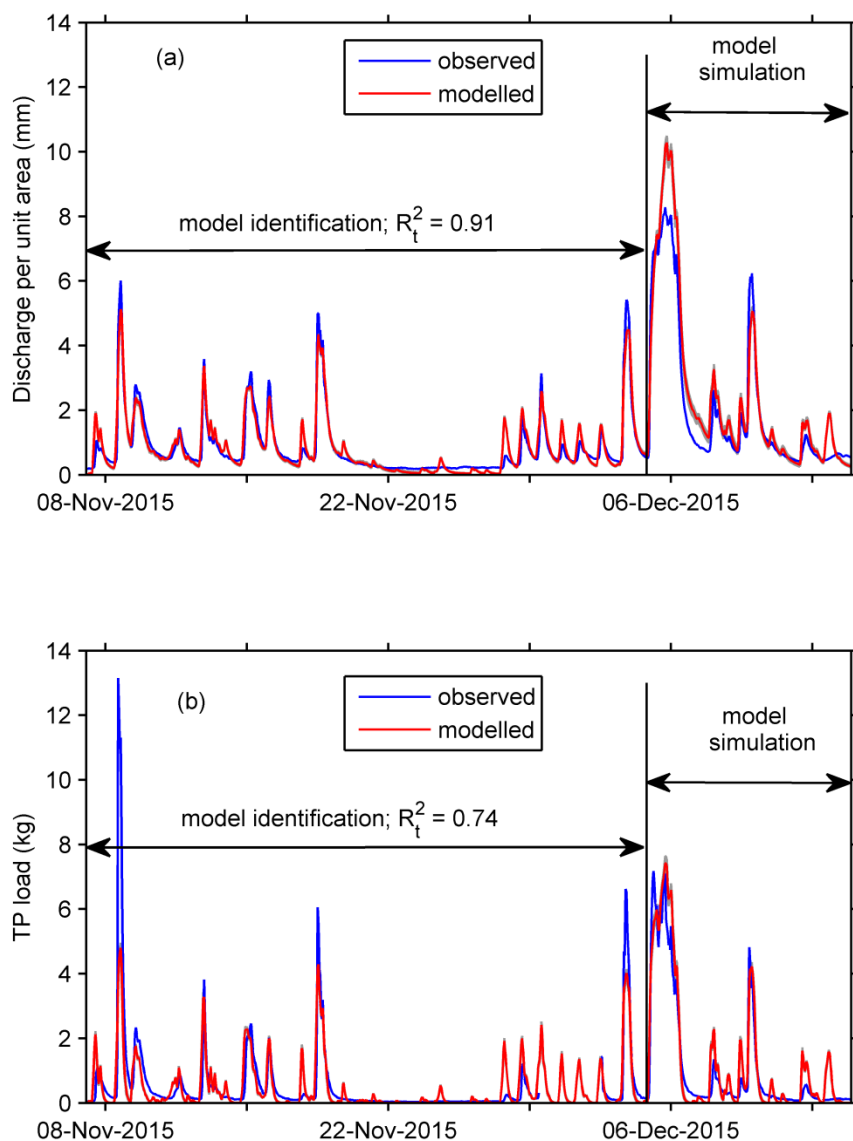 14
12
10
8
6
4
2
0
Discharge per unit area (mm)
(a)
observed
modelled
model
simulation
model identification; R_t^2 = 0.91
08-Nov-2015
22-Nov-2015
06-Dec-2015
14
12
10
8
6
4
2
0
TP load (kg)
(b)
observed
modelled
model
simulation
model identification; R_t^2 = 0.74
08-Nov-2015
22-Nov-2015
06-Dec-2015